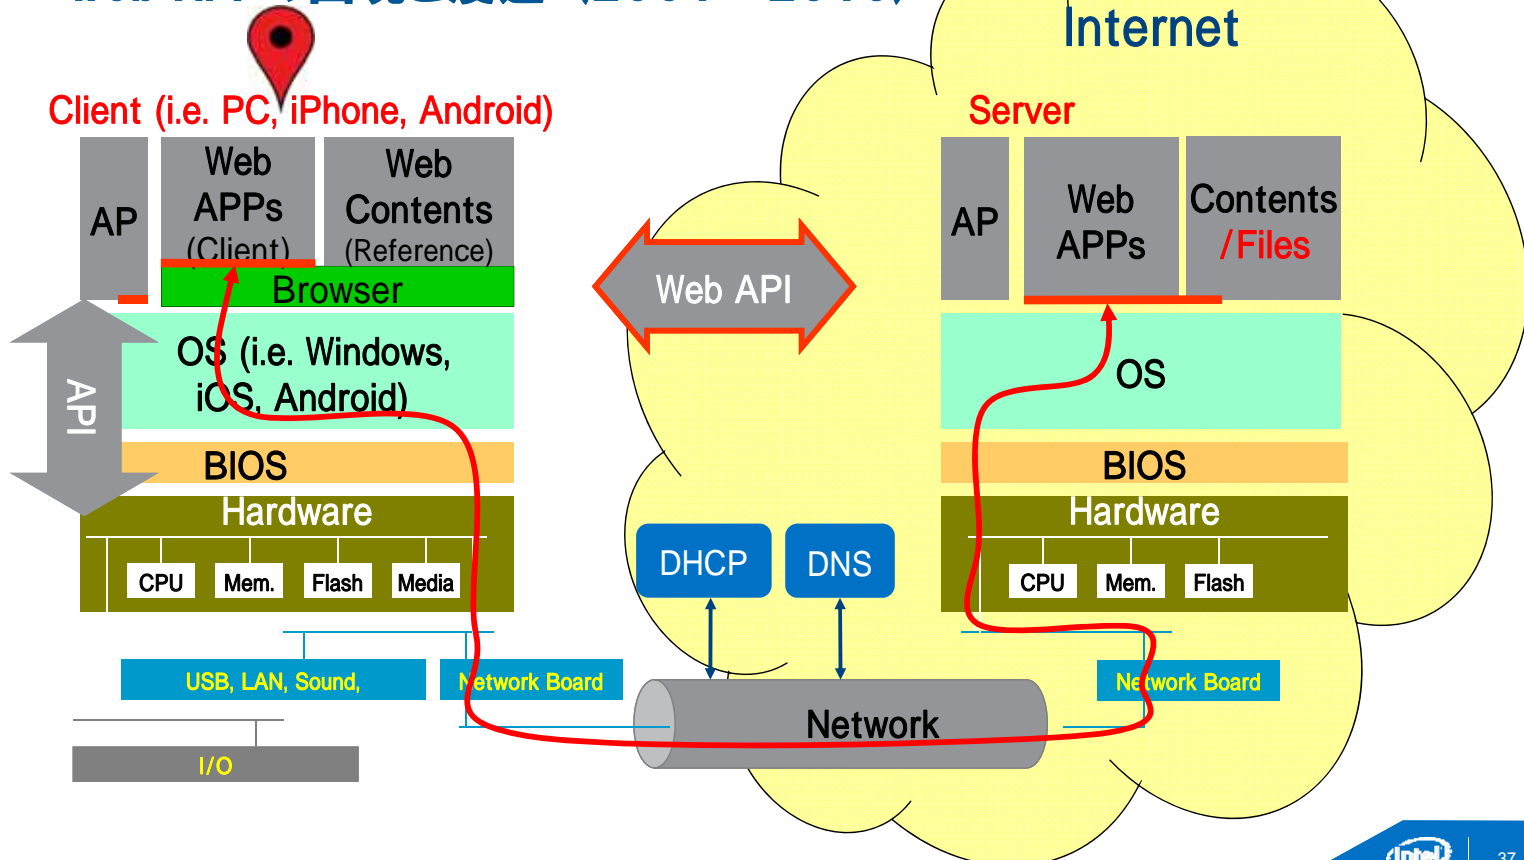 Internet
Client (i.e. PC, iPhone, Android)
Server
AP
Web
APPs
(Client)
Web
Contents
(Reference)
Browser
API
OS (i.e. Windows,
iOS, Android)
BIOS
Hardware
CPU
Mem.
Flash
Media
USB, LAN, Sound,
Network Board
I/O
Web API
DHCP
DNS
Network
AP
Web
APPs
Contents
/Files
OS
BIOS
Hardware
CPU
Mem.
Flash
Network Board
(intel)
37